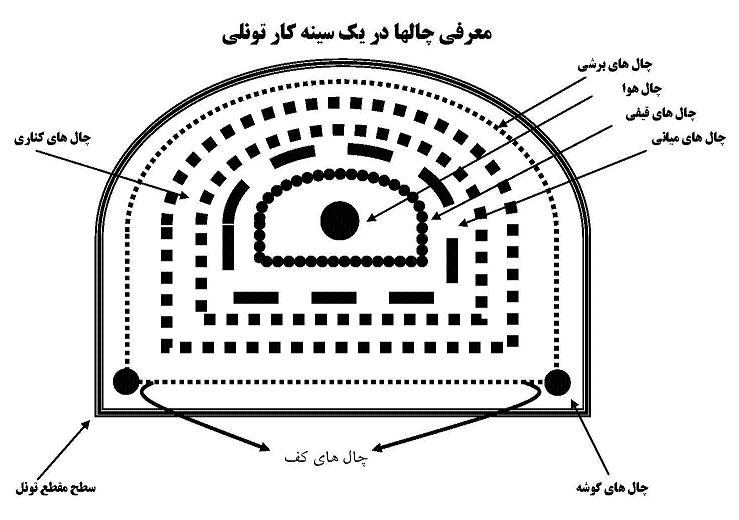 معرفی چالها در یک سینه کار تونلی
چال های برشی
چال هوا
چال های قیفی
چال های میانی
چال های کناری
چال های کف
سطح مقطع تونل
چال های گوشه